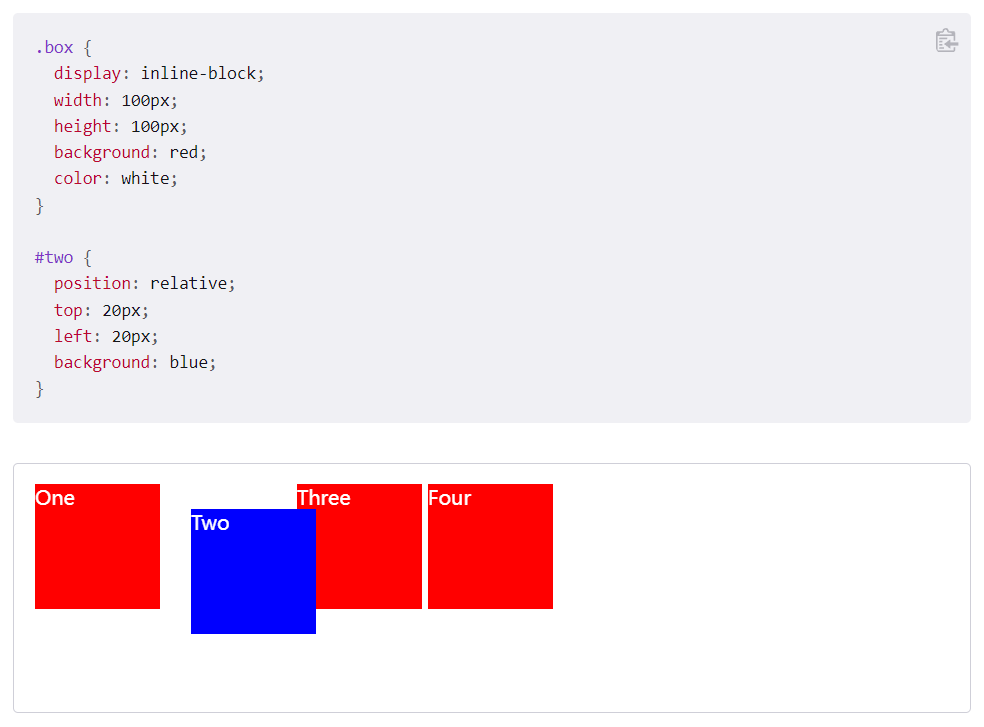 .box {
  display: inline-block;
  width: 100px;
  height: 100px;
  background: red;
  color: white;
}
#two {
  position: relative;
  top: 20px;
  left: 20px;
  background: blue;
}
One
Two
Three
Four